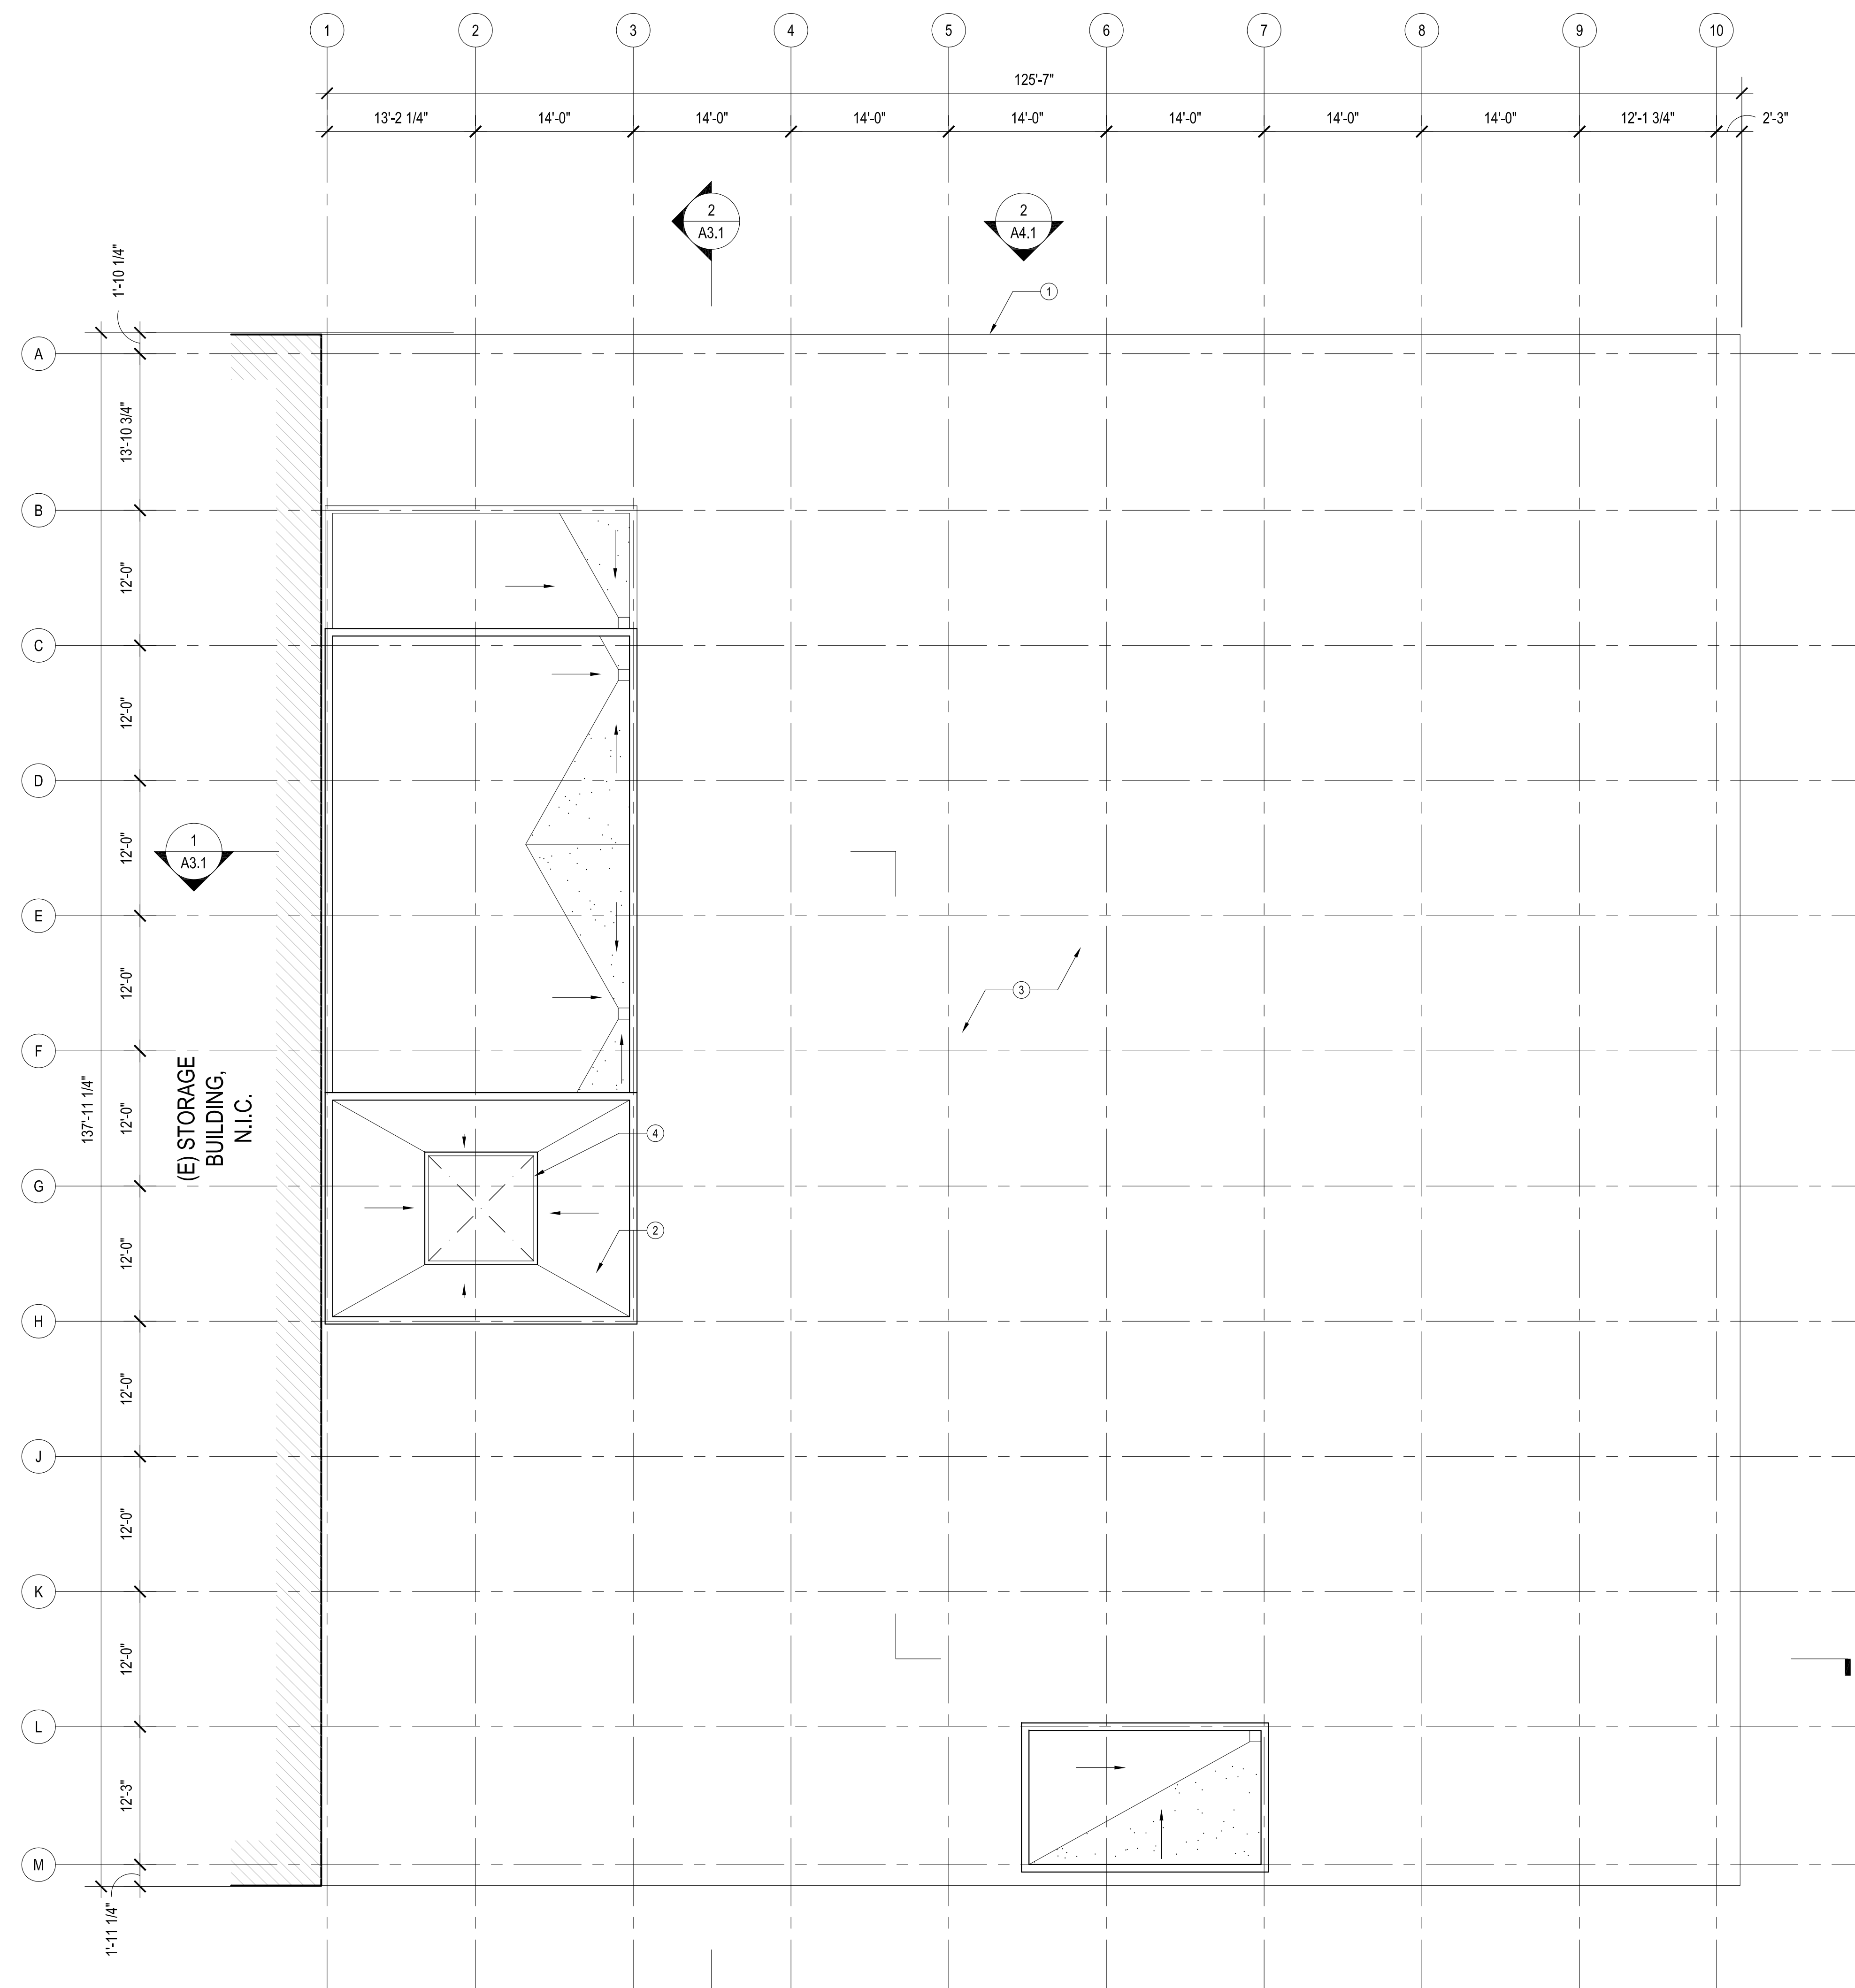 1 2 3 4 5 6 7 8 9 10
125'-7"
13'-2 1/4" 14'-0" 14'-0" 14'-0" 14'-0" 14'-0" 14'-0" 14'-0" 12'-1 3/4" 2'-3"
2
A3.1
2
A4.1
1
1'-10 1/4"
A
13'-10 3/4"
B
12'-0"
C
12'-0"
D
12'-0"
1
A3.1
E
12'-0"
3
F
137'-11 1/4"
12'-0"
(E) STORAGE
BUILDING,
N.I.C.
4
G
12'-0"
2
H
12'-0"
J
12'-0"
K
12'-0"
L
12'-3"
M
1'-11 1/4"